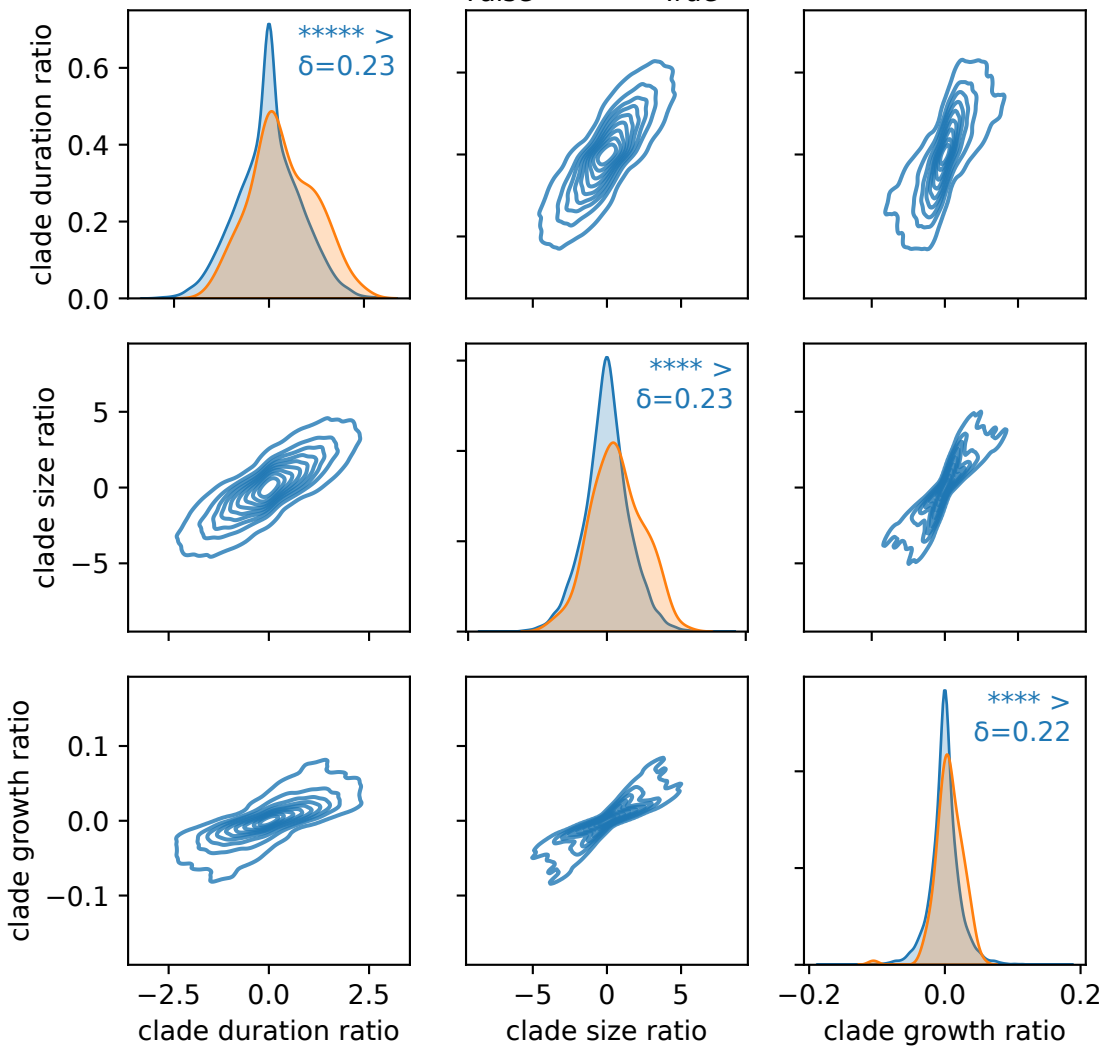 ***** >
δ=0.23
clade duration ratio
0.6
0.4
0.2
0.0
**** >
δ=0.23
clade size ratio
5
0
−5
**** >
δ=0.22
clade growth ratio
0.1
0.0
−0.1
−2.5 0.0 2.5
−5 0 5
−0.2 0.0 0.2
clade duration ratio
clade size ratio
clade growth ratio